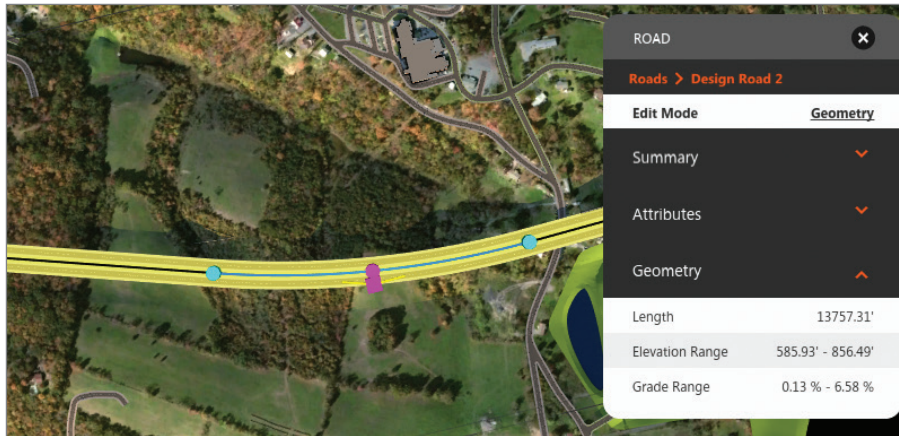 ROAD
Roads > Design Road 2
Edit Mode Geometry
Summary
Attributes
Geometry
Length 13757.31'
Elevation Range 585.93' - 856.49'
Grade Range 0.13 % - 6.58 %